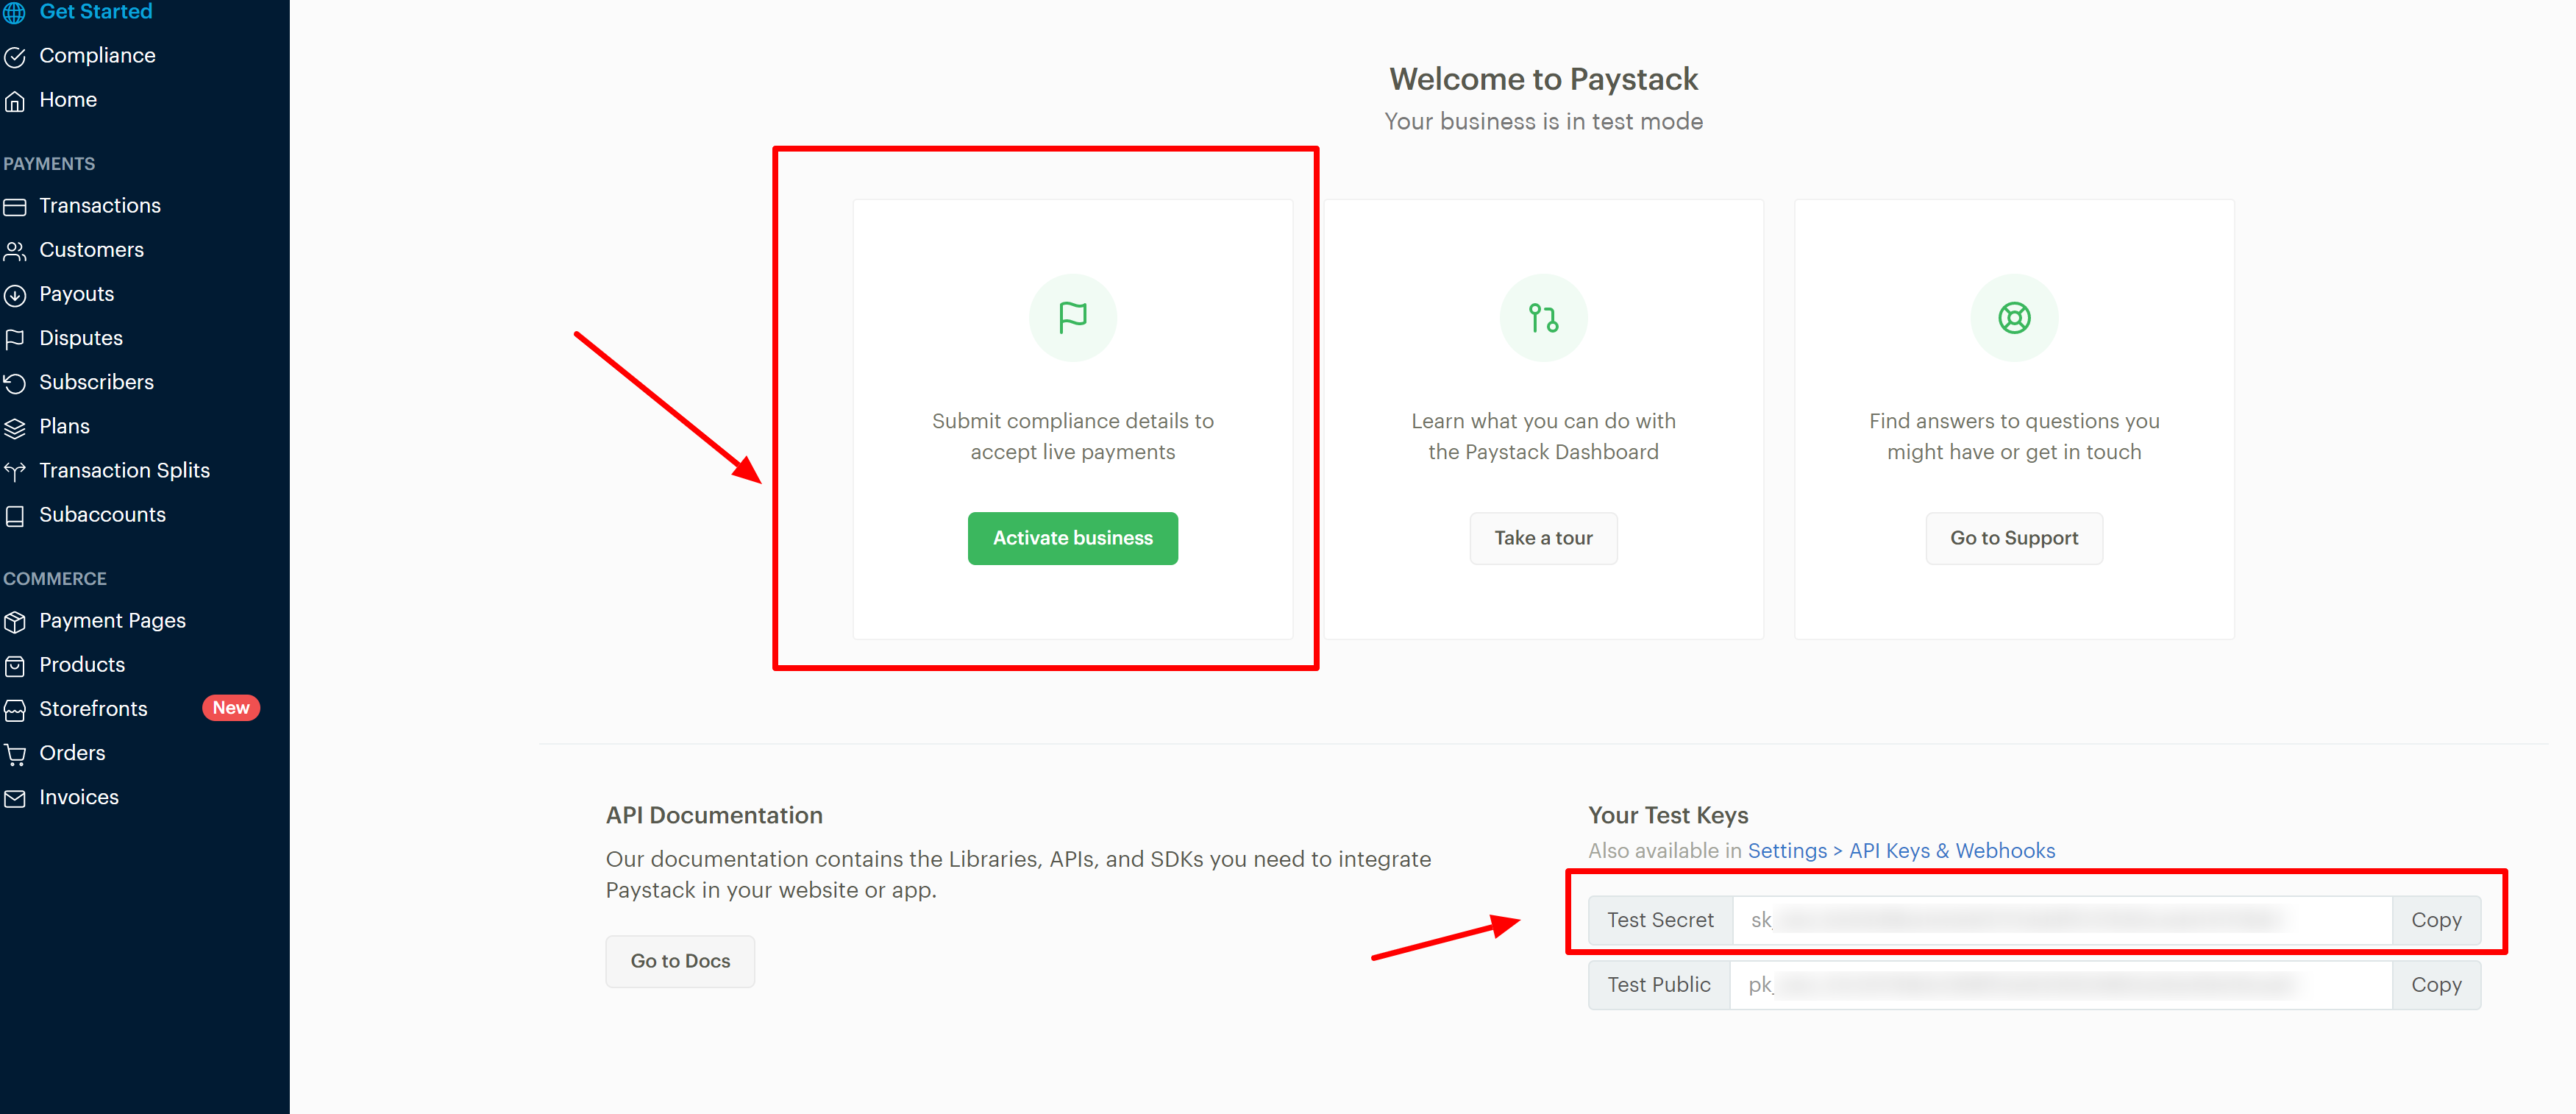 Get Started
Compliance
Home
PAYMENTS
Transactions
Customers
Payouts
Disputes
Subscribers
Plans
Transaction Splits
Subaccounts
COMMERCE
Payment Pages
Products
Storefronts New
Orders
Invoices
Welcome to Paystack
Your business is in test mode
Submit compliance details to
accept live payments
Activate business
Learn what you can do with
the Paystack Dashboard
Take a tour
Find answers to questions you
might have or get in touch
Go to Support
API Documentation
Our documentation contains the Libraries, APIs, and SDKs you need to integrate
Paystack in your website or app.
Go to Docs
Your Test Keys
Also available in Settings > API Keys & Webhooks
Test Secret sk_ Copy
Test Public pk_ Copy